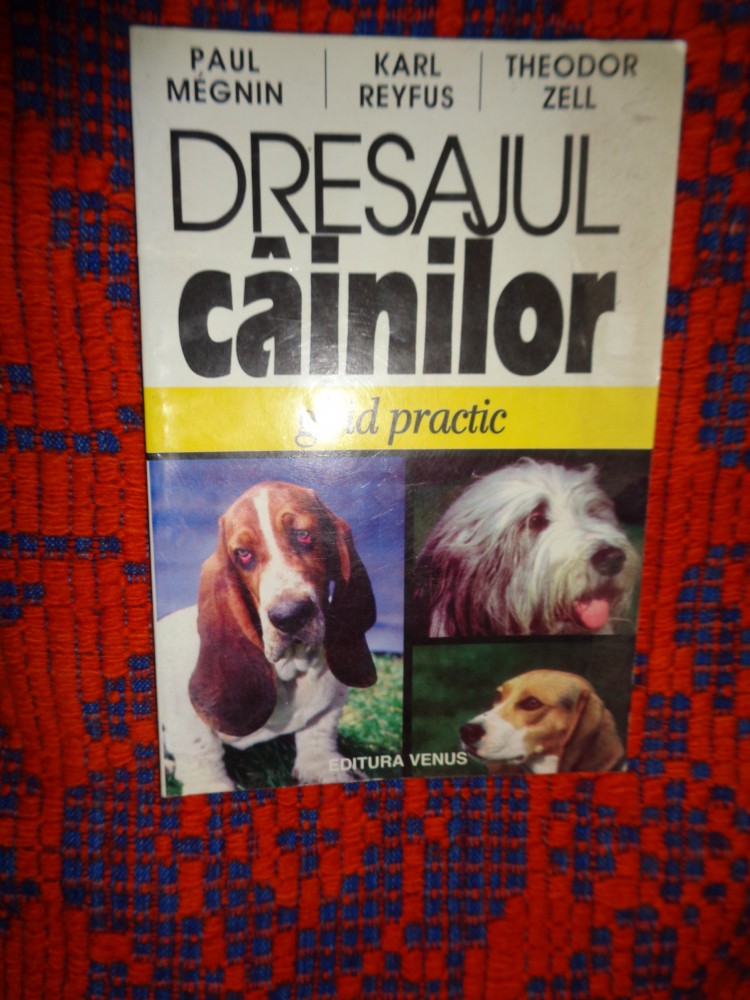 PAUL
MÉGNIN
KARL
REYFUS
THEODOR
ZELL
DRESAJUL
câinilor
ghid practic
EDITURA VENUS